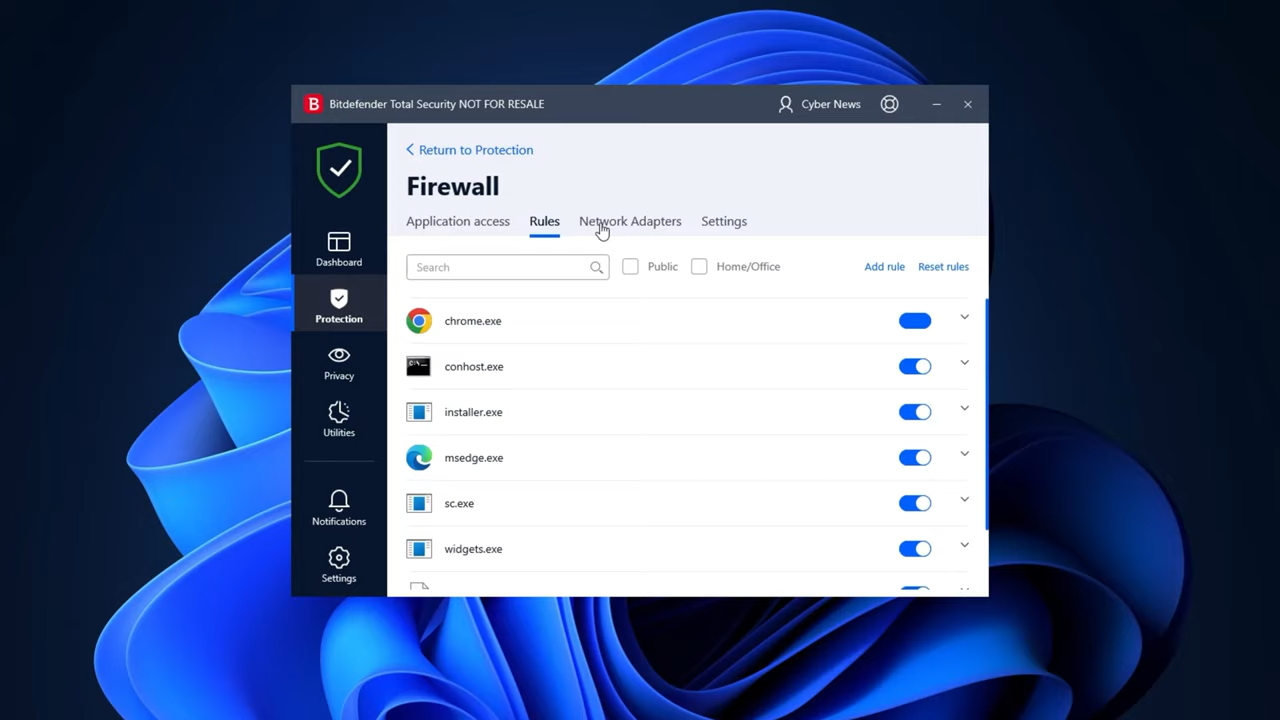 B Bitdefender Total Security NOT FOR RESALE
Cyber News
Return to Protection
Firewall
Application access Rules Network Adapters Settings
Search
Public
Home/Office
Add rule
Reset rules
Dashboard
Protection
Privacy
Utilities
Notifications
Settings
chrome.exe
conhost.exe
installer.exe
msedge.exe
sc.exe
widgets.exe